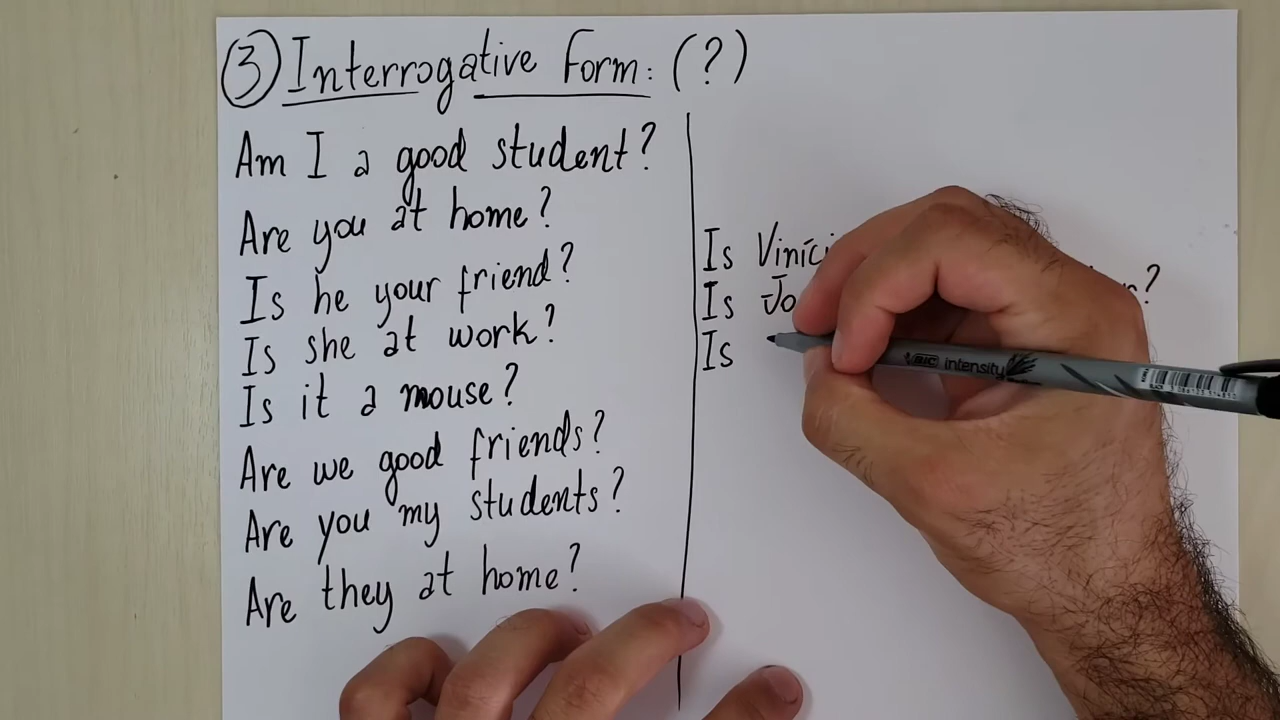 3 Interrogative Form: (?)
Am I a good student?
Are you at home?
Is he your friend?
Is she at work?
Is it a mouse?
Are we good friends?
Are you my students?
Are they at home?
Is
Is
Is
BIC intensity